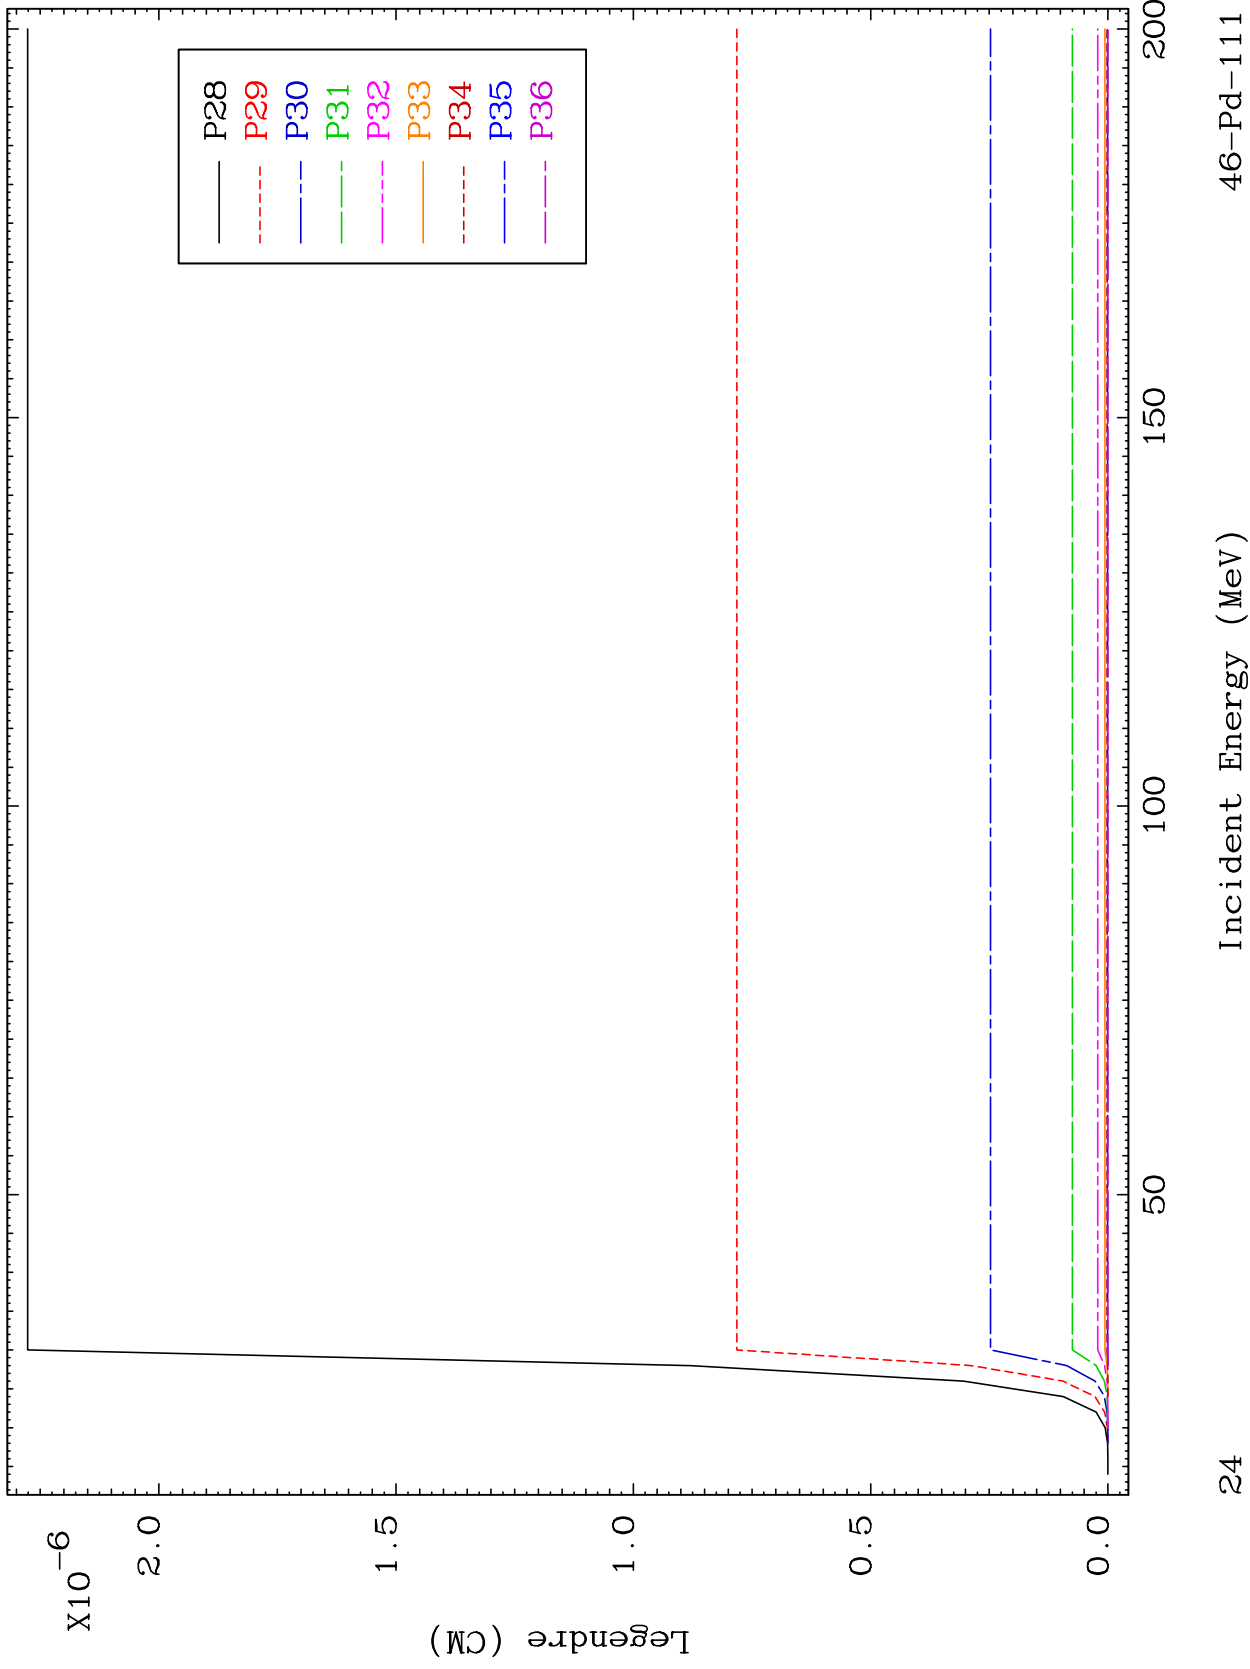 X10-6
2.0
1.5
1.0
0.5
0.0
Legendre (CM)
P28
P29
P30
P31
P32
P33
P34
P35
P36
50
100
150
200
Incident Energy (MeV)
24
46-Pd-111